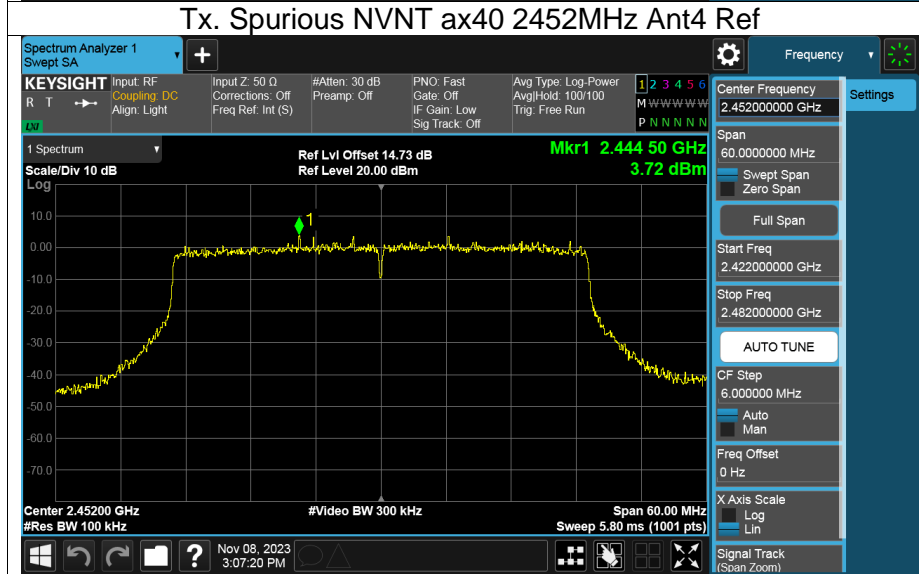 Tx. Spurious NVNT ax40 2452MHz Ant4 Ref
Spectrum Analyzer 1
Swept SA
+
Frequency
KEYSIGHT
R T
LXI
Input: RF
Coupling: DC
Align: Light
Input Z: 50 Ω
Corrections: Off
Freq Ref: Int (S)
#Atten: 30 dB
Preamp: Off
PNO: Fast
Gate: Off
IF Gain: Low
Sig Track: Off
Avg Type: Log-Power
Avg|Hold: 100/100
Trig: Free Run
1 2 3 4 5 6
M W W W W W
P N N N N N
1 Spectrum
Scale/Div 10 dB
Log
Ref Lvl Offset 14.73 dB
Ref Level 20.00 dBm
Mkr1 2.444 50 GHz
3.72 dBm
1
10.0
0.00
-10.0
-20.0
-30.0
-40.0
-50.0
-60.0
-70.0
Center 2.45200 GHz
#Res BW 100 kHz
#Video BW 300 kHz
Span 60.00 MHz
Sweep 5.80 ms (1001 pts)
Center Frequency
2.452000000 GHz
Settings
Span
60.0000000 MHz
Swept Span
Zero Span
Full Span
Start Freq
2.422000000 GHz
Stop Freq
2.482000000 GHz
AUTO TUNE
CF Step
6.000000 MHz
Auto
Man
Freq Offset
0 Hz
X Axis Scale
Log
Lin
Signal Track
(Span Zoom)
?
Nov 08, 2023
3:07:20 PM